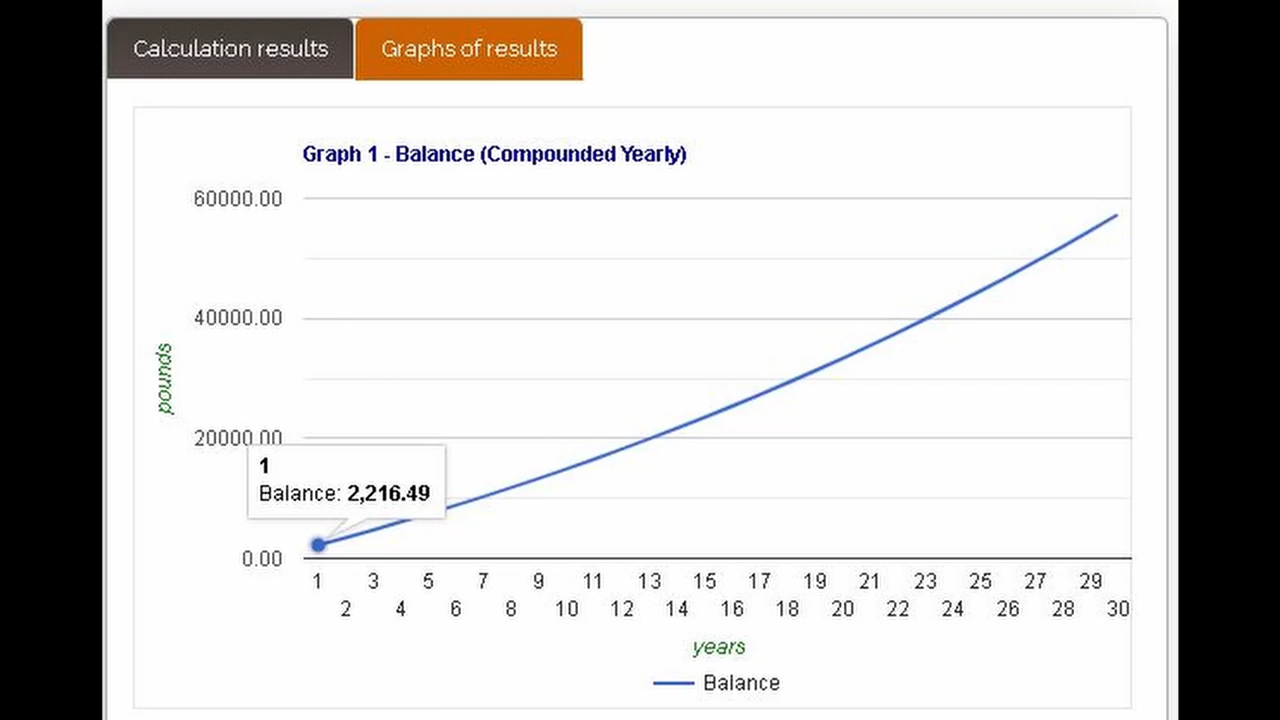 Calculation results
Graphs of results
Graph 1 - Balance (Compounded Yearly)
60000.00
40000.00
20000.00
0.00
pounds
1
Balance: 2,216.49
1 3 5 7 9 11 13 15 17 19 21 23 25 27 29
2 4 6 8 10 12 14 16 18 20 22 24 26 28 30
years
Balance